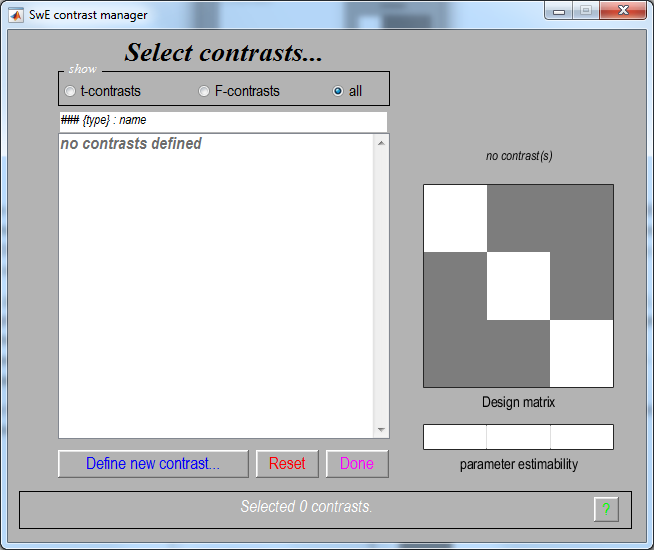 SwE contrast manager
Select contrasts...
show
t-contrasts F-contrasts all
### {type} : name
no contrasts defined
no contrast(s)
Design matrix
parameter estimability
Define new contrast... Reset Done
Selected 0 contrasts.
?